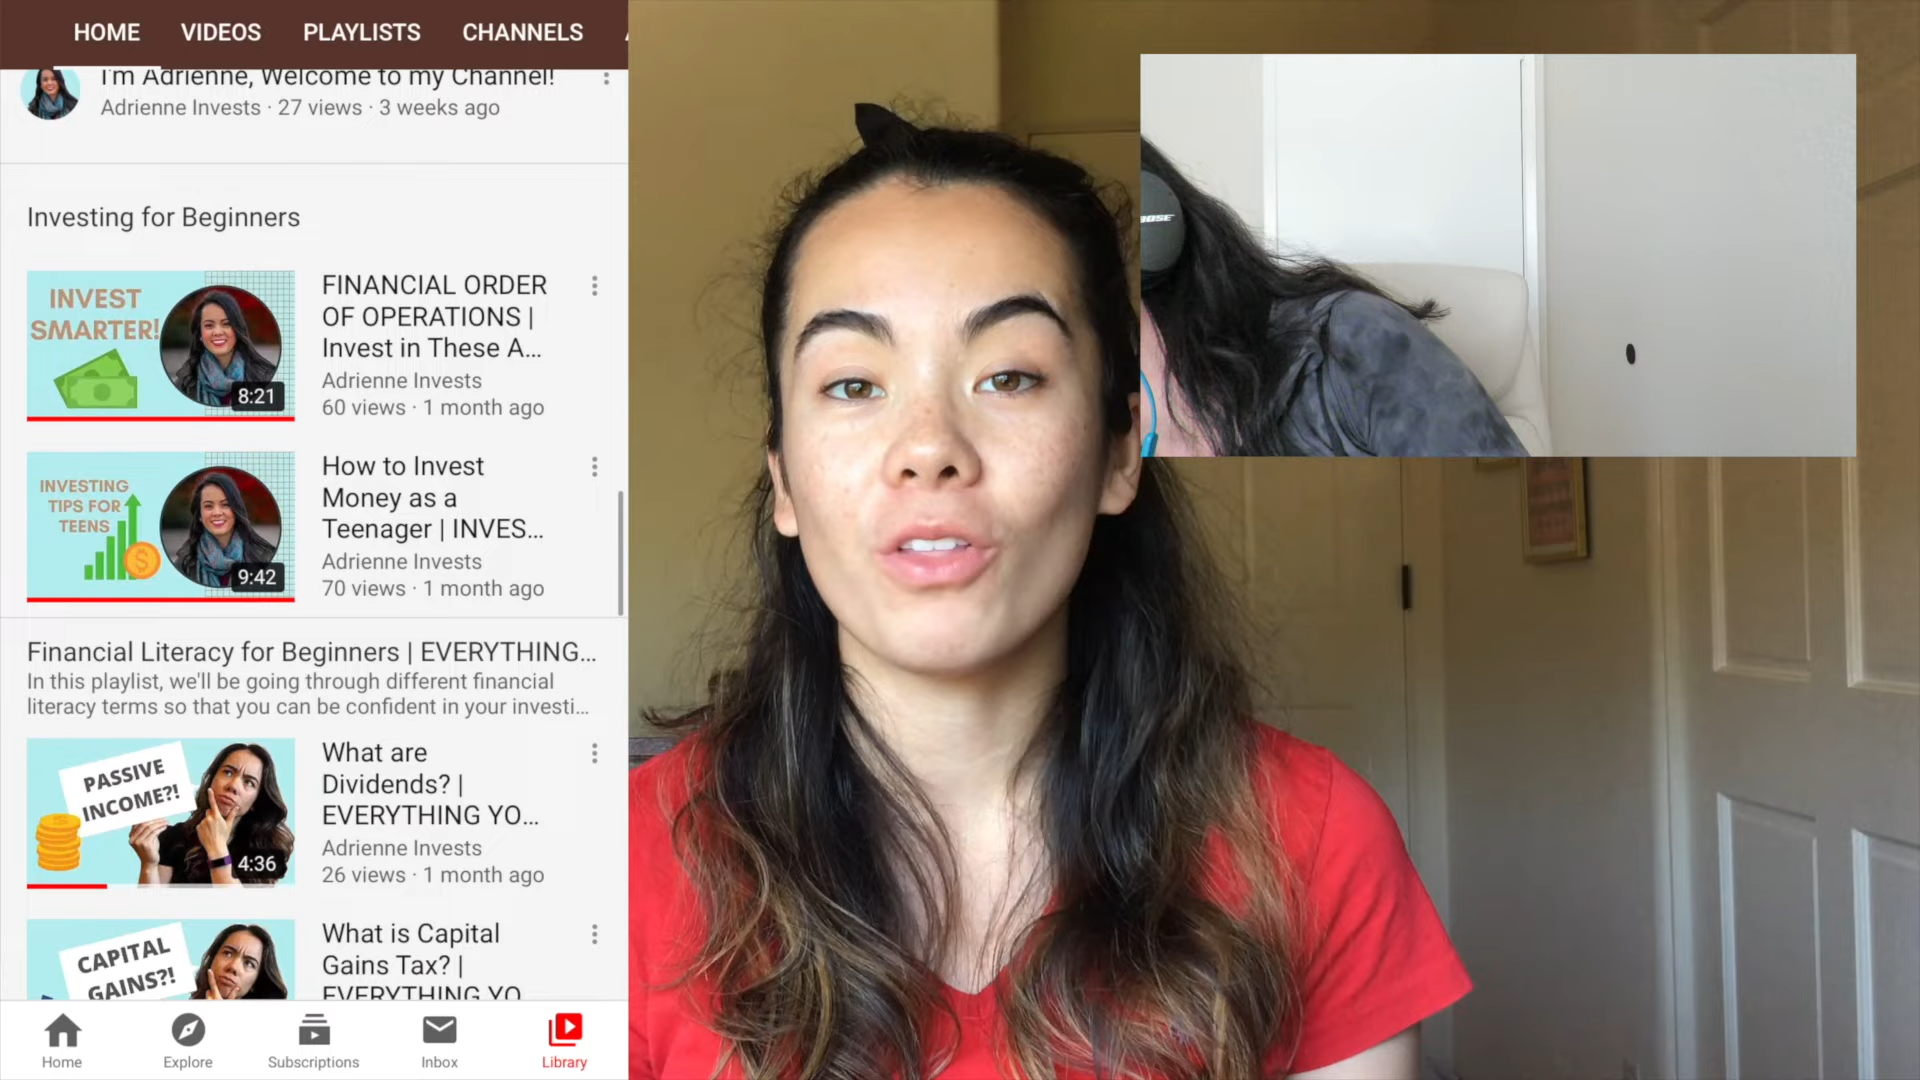 HOME VIDEOS PLAYLISTS CHANNELS
I'm Adrienne, Welcome to my Channel!
Adrienne Invests · 27 views · 3 weeks ago
Investing for Beginners
INVEST
SMARTER!
8:21
FINANCIAL ORDER
OF OPERATIONS |
Invest in These A...
Adrienne Invests
60 views · 1 month ago
INVESTING
TIPS FOR
TEENS
$
9:42
How to Invest
Money as a
Teenager | INVES...
Adrienne Invests
70 views · 1 month ago
Financial Literacy for Beginners | EVERYTHING...
In this playlist, we'll be going through different financial
literacy terms so that you can be confident in your investi...
PASSIVE
INCOME?!
4:36
What are
Dividends? |
EVERYTHING YO...
Adrienne Invests
26 views · 1 month ago
CAPITAL
GAINS?!
What is Capital
Gains Tax? |
EVERYTHING YO
Home Explore Subscriptions Inbox Library
BOSE